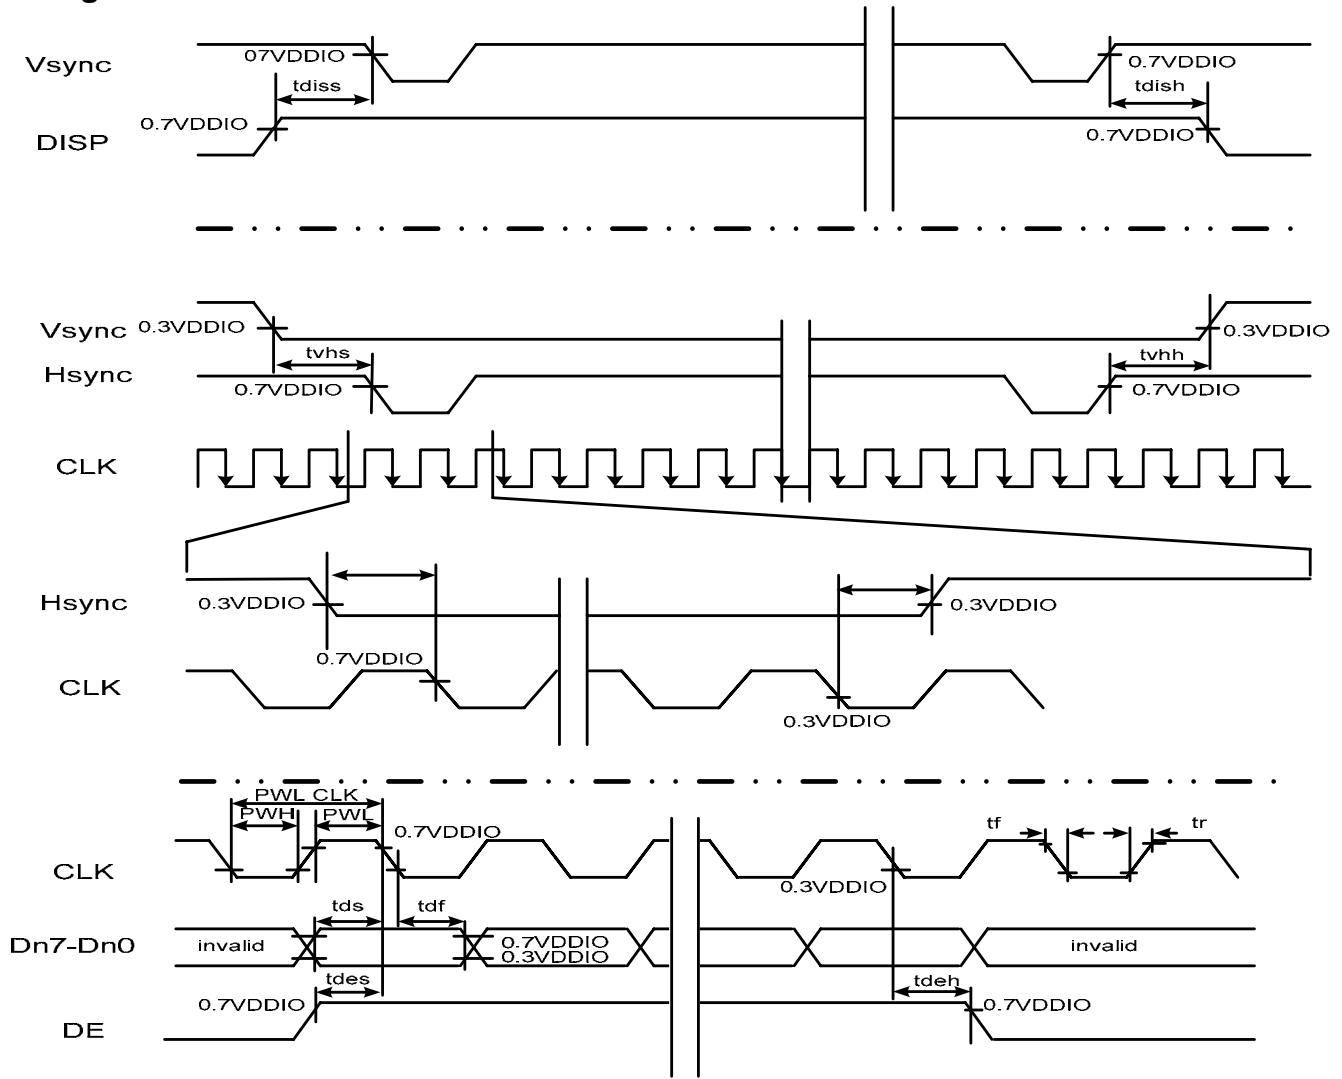 Vsync
07VDDIO
0.7VDDIO
tdiss
tdish
0.7VDDIO
0.7VDDIO
DISP
Vsync
0.3VDDIO
0.3VDDIO
tvhs
tvhh
Hsync
0.7VDDIO
0.7VDDIO
CLK
Hsync
0.3VDDIO
0.3VDDIO
0.7VDDIO
CLK
0.3VDDIO
PWL CLK
PWH
PWL
0.7VDDIO
tf
tr
CLK
0.3VDDIO
tds
tdf
Dn7-Dn0
invalid
0.7VDDIO
0.3VDDIO
invalid
tdes
tdeh
0.7VDDIO
0.7VDDIO
DE